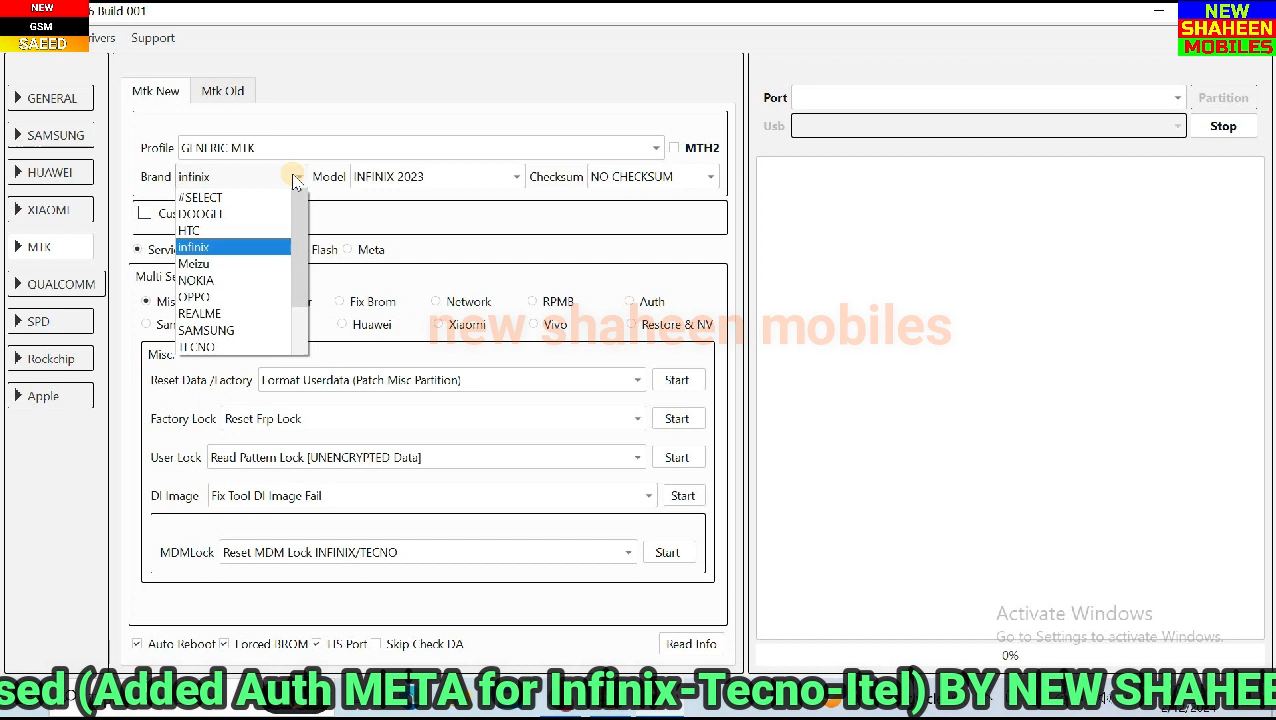 NEW
GSM
SAEED
Build 001
Support
NEW
SHAHEEN
MOBILES
GENERAL
SAMSUNG
HUAWEI
XIAOMI
MTK
QUALCOMM
SPD
Rockchip
Apple
Mtk New
Mtk Old
Profile GENERIC MTK
MTH2
Brand infinix
Model INFINIX 2023
Checksum NO CHECKSUM
#SELECT
DOOGEE
HTC
infinix
Meizu
NOKIA
OPPO
REALME
SAMSUNG
TECNO
Flash Meta
Fix Brom Network RPMB Auth
Huawei Xiaomi Vivo Restore & NV
Misc.
Reset Data /Factory Format Userdata (Patch Misc Partition) Start
Factory Lock Reset Frp Lock Start
User Lock Read Pattern Lock [UNENCRYPTED Data] Start
DI Image Fix Tool DI Image Fail Start
MDMLock Reset MDM Lock INFINIX/TECNO Start
Auto Reboot Forced BROM Port Skip Check DA Read Info
Port Partition
Usb Stop
new shaheen mobiles
Activate Windows
Go to Settings to activate Windows.
0%
(Added Auth META for Infinix-Tecno-Itel) BY NEW